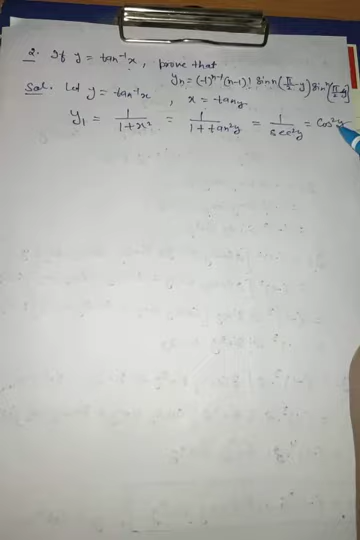 2. If y = tan⁻¹x, prove that
yₙ = (-1)ⁿ⁻¹ (n-1)! sin n(π/2 - y) sinⁿ(π/2 - y)
Sol. Let y = tan⁻¹x, x = tan y
y₁ = 1/(1+x²) = 1/(1+tan²y) = 1/sec²y = cos²y